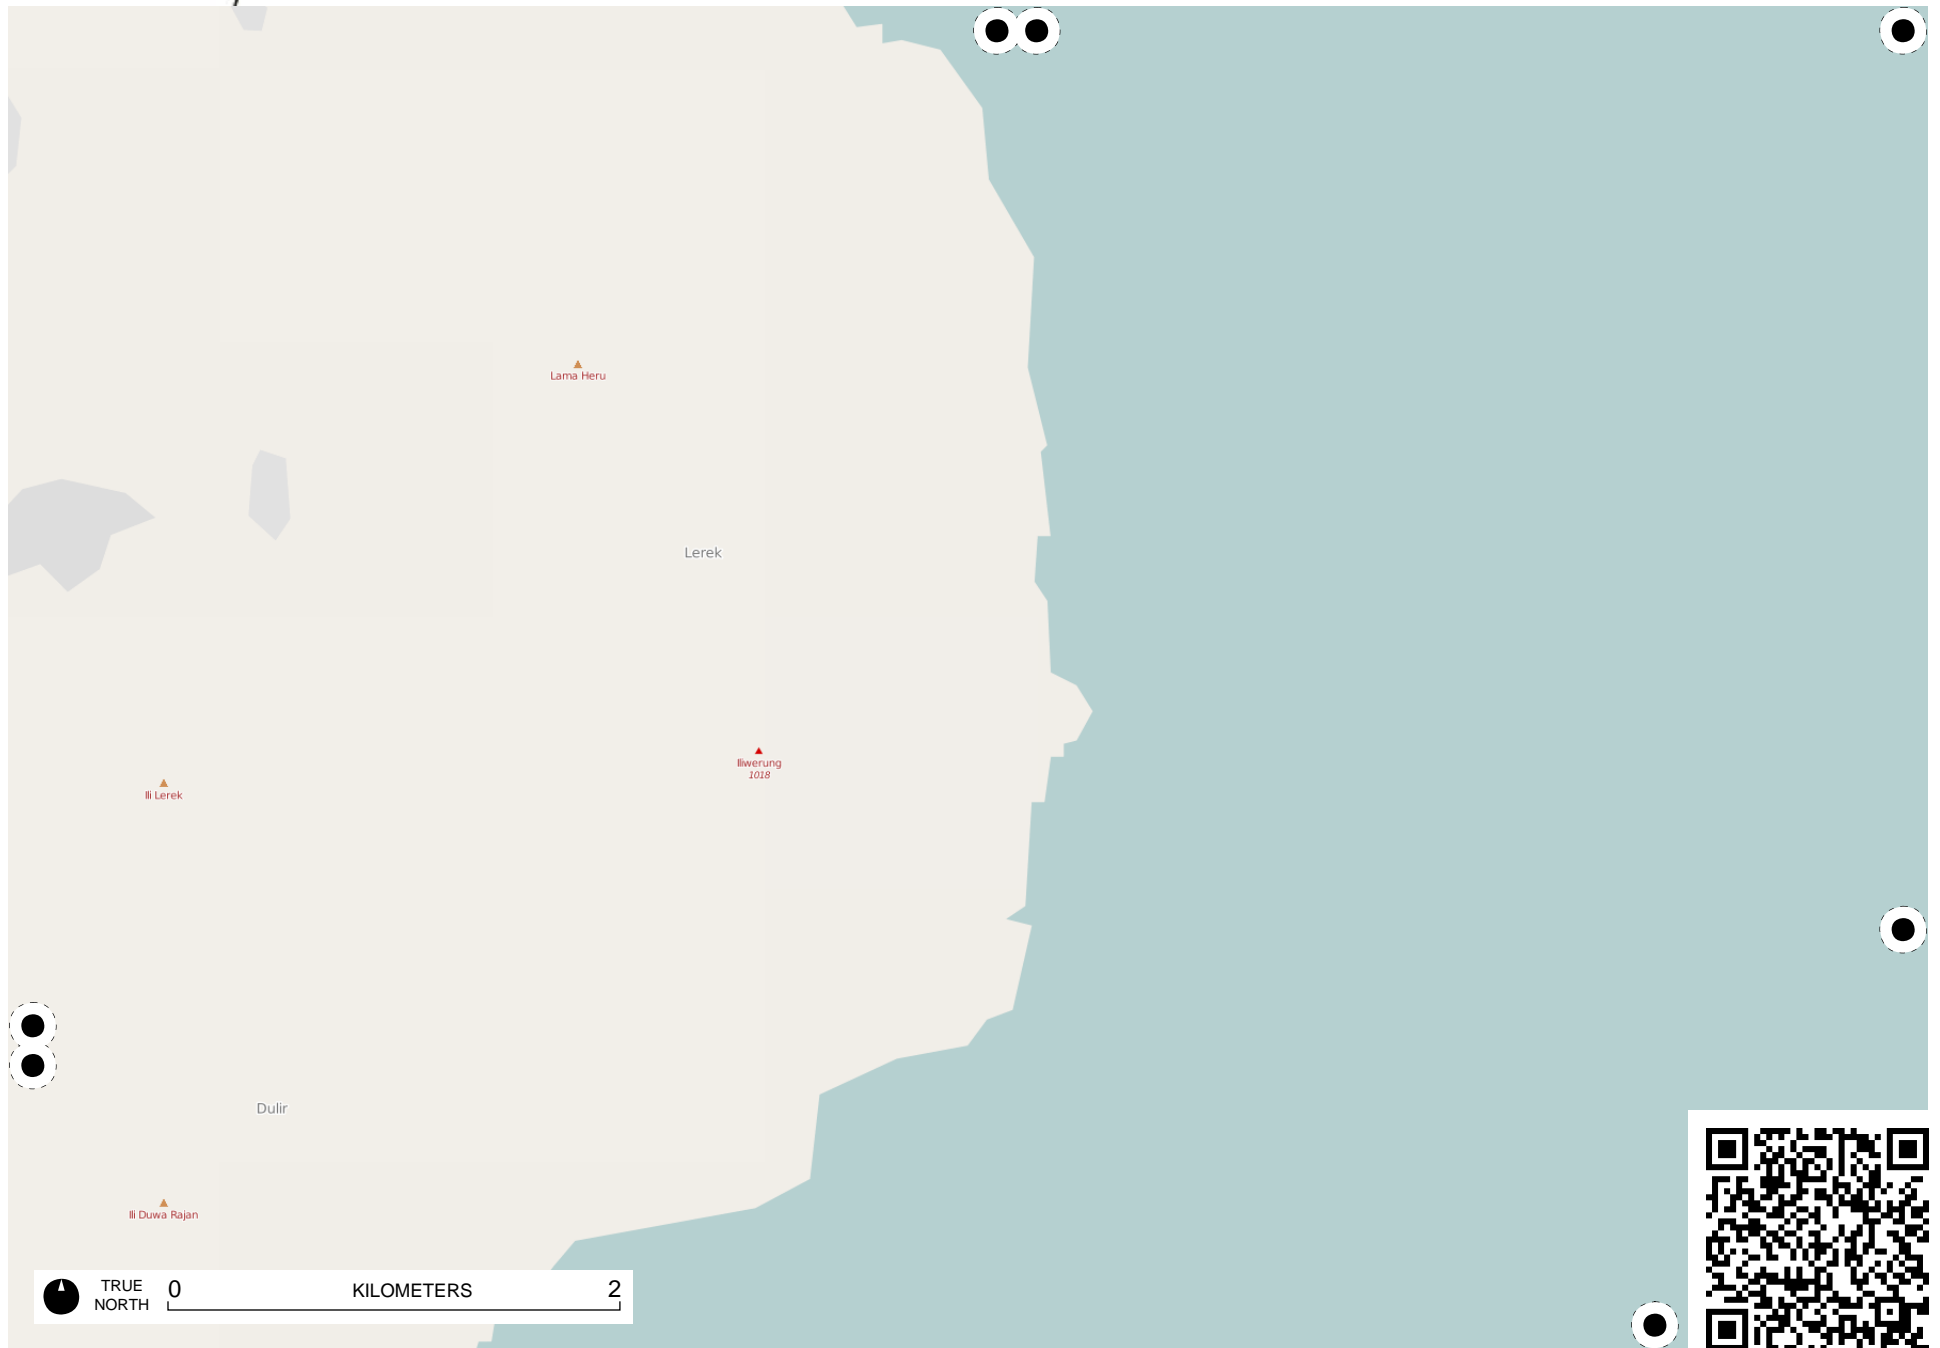 Lama Heru
Lerek
Iliwerung
1018
Ili Lerek
Dulir
Ili Duwa Rajan
TRUE
NORTH
0
KILOMETERS
2